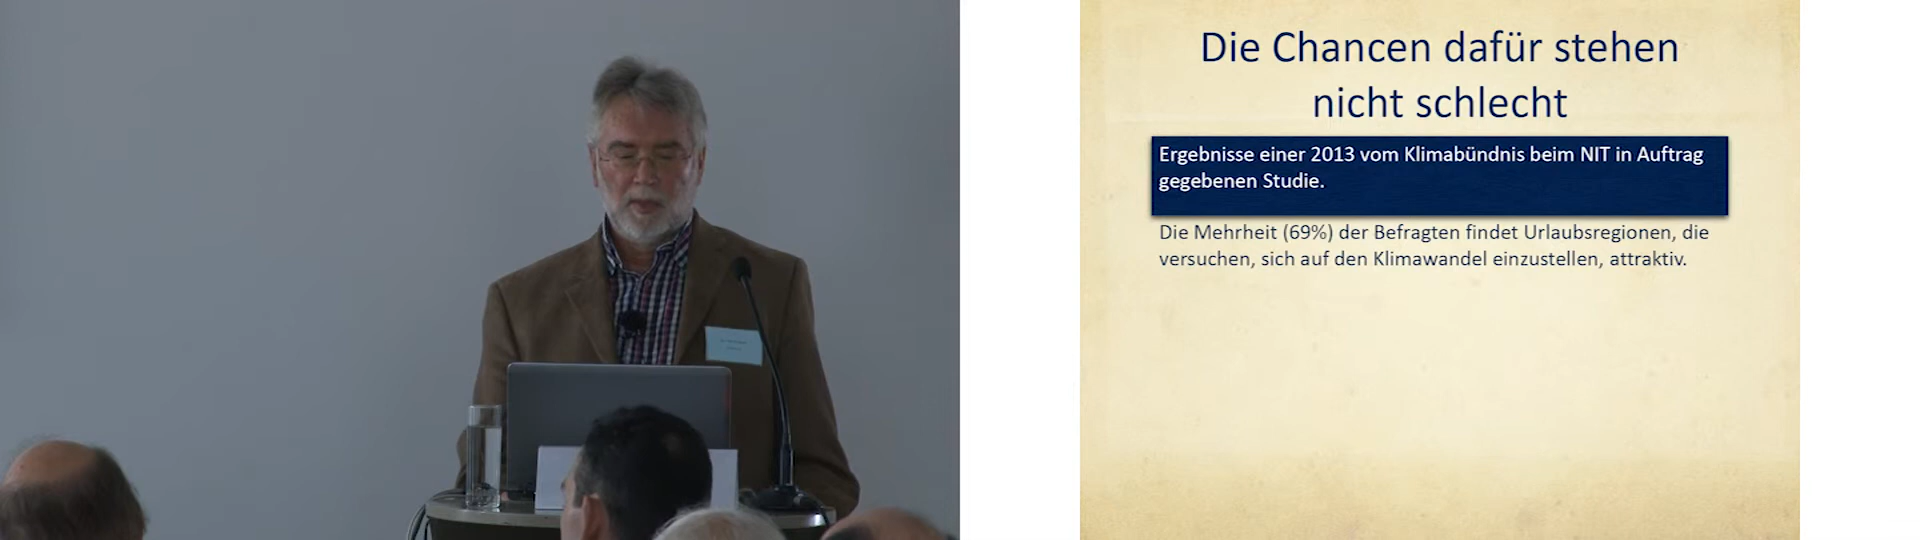 Die Chancen dafür stehen
nicht schlecht
Ergebnisse einer 2013 vom Klimabündnis beim NIT in Auftrag
gegebenen Studie.
Die Mehrheit (69%) der Befragten findet Urlaubsregionen, die
versuchen, sich auf den Klimawandel einzustellen, attraktiv.